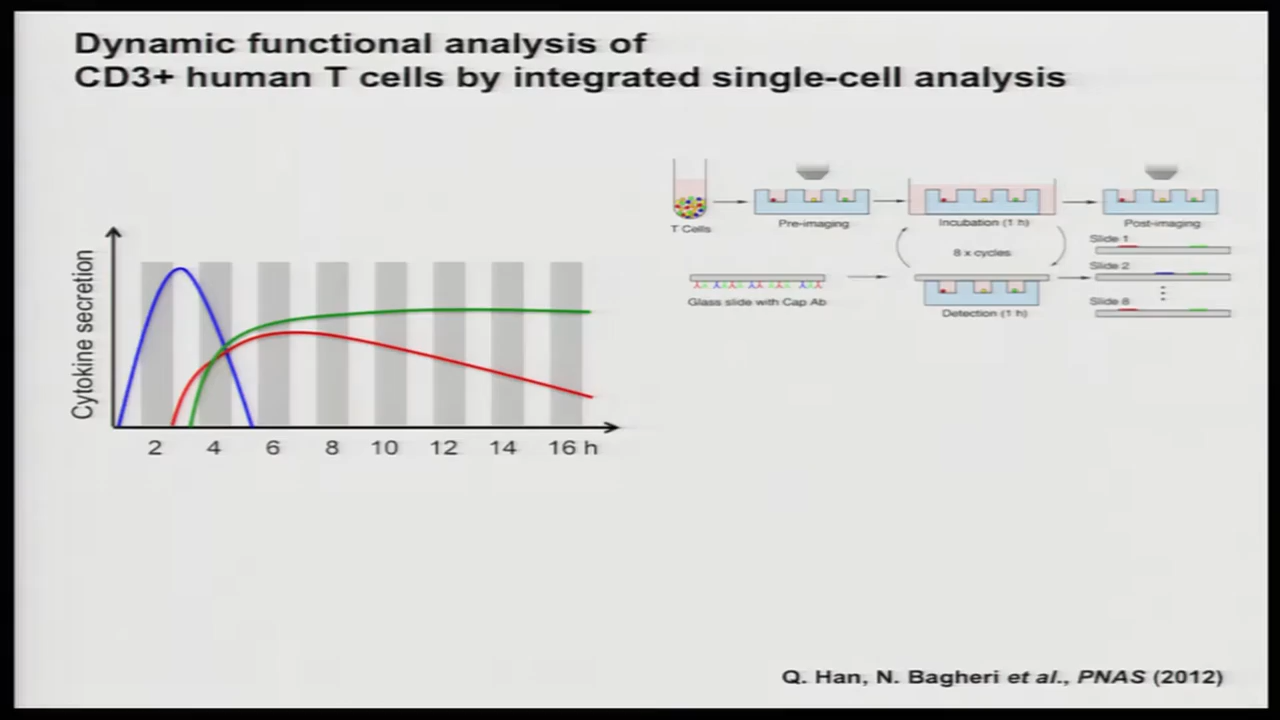 Dynamic functional analysis of
CD3+ human T cells by integrated single-cell analysis
Cytokine secretion
2 4 6 8 10 12 14 16 h
T Cells
Pre-imaging
Incubation (1 h)
Post-imaging
8 x cycles
Glass slide with Cap Ab
Detection (1 h)
Slide 1
Slide 2
Slide 8
Q. Han, N. Bagheri et al., PNAS (2012)